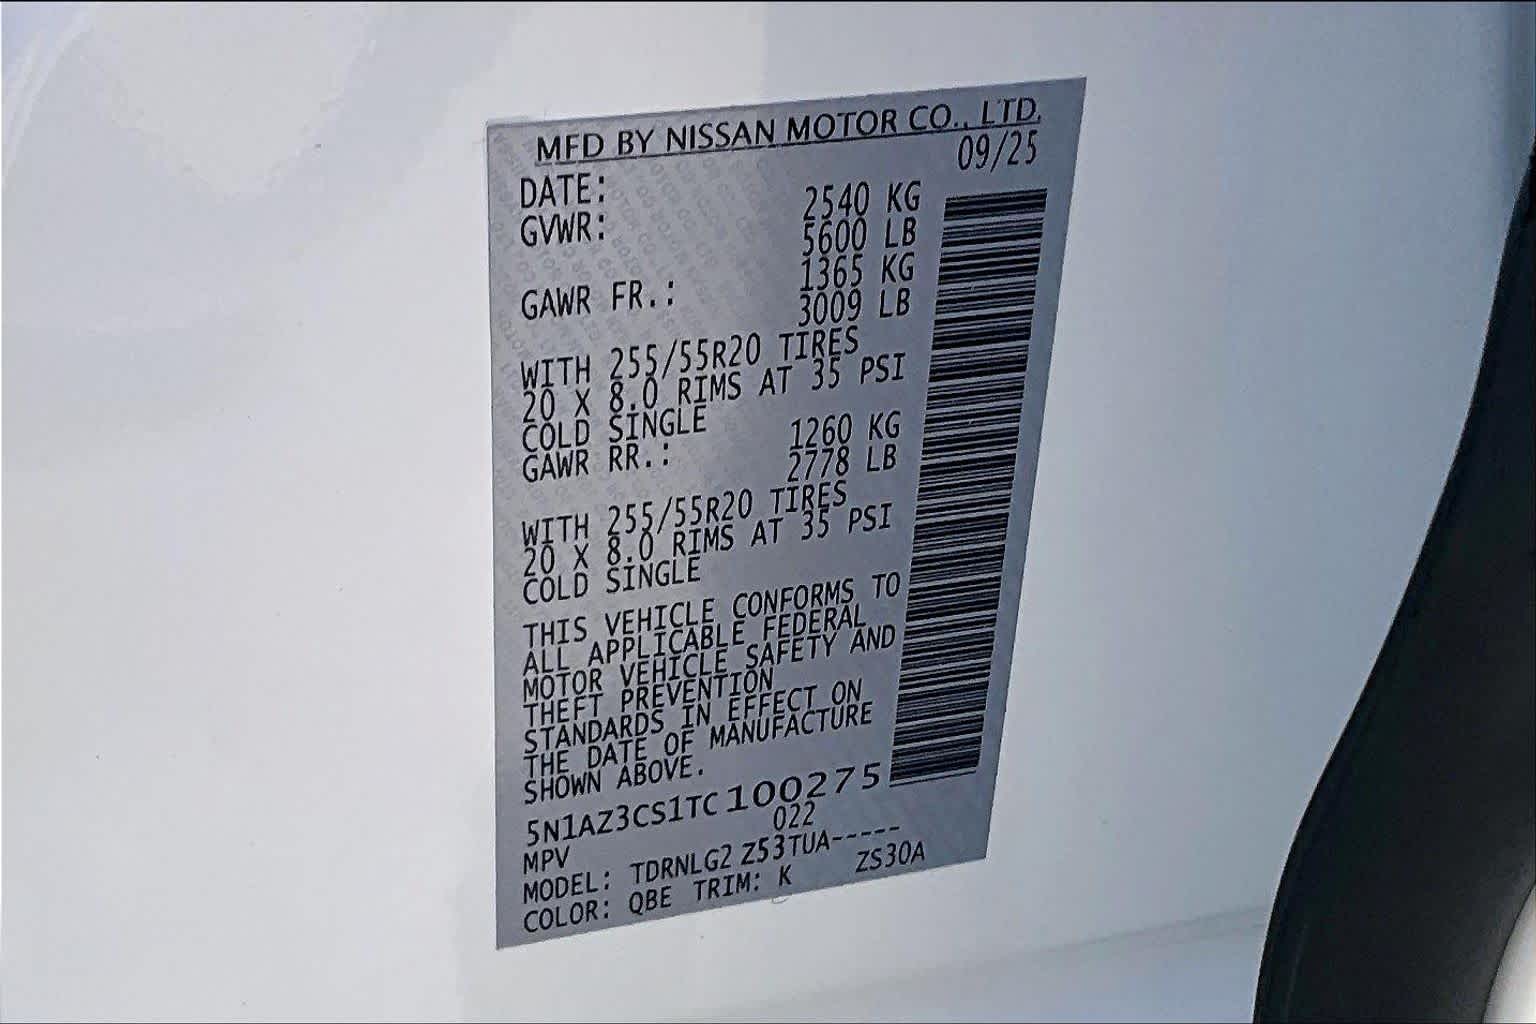 MFD BY NISSAN MOTOR CO., LTD.
DATE: 09/25
GVWR: 2540 KG
5600 LB
GAWR FR.: 1365 KG
3009 LB
WITH 255/55R20 TIRES
20 X 8.0 RIMS AT 35 PSI
COLD SINGLE
GAWR RR.: 1260 KG
2778 LB
WITH 255/55R20 TIRES
20 X 8.0 RIMS AT 35 PSI
COLD SINGLE
THIS VEHICLE CONFORMS TO
ALL APPLICABLE FEDERAL
MOTOR VEHICLE SAFETY AND
THEFT PREVENTION
STANDARDS IN EFFECT ON
THE DATE OF MANUFACTURE
SHOWN ABOVE.
5N1AZ3CS1TC100275
MPV 022
MODEL: TDRNLG2 Z53TUA-----
COLOR: QBE TRIM: K ZS30A